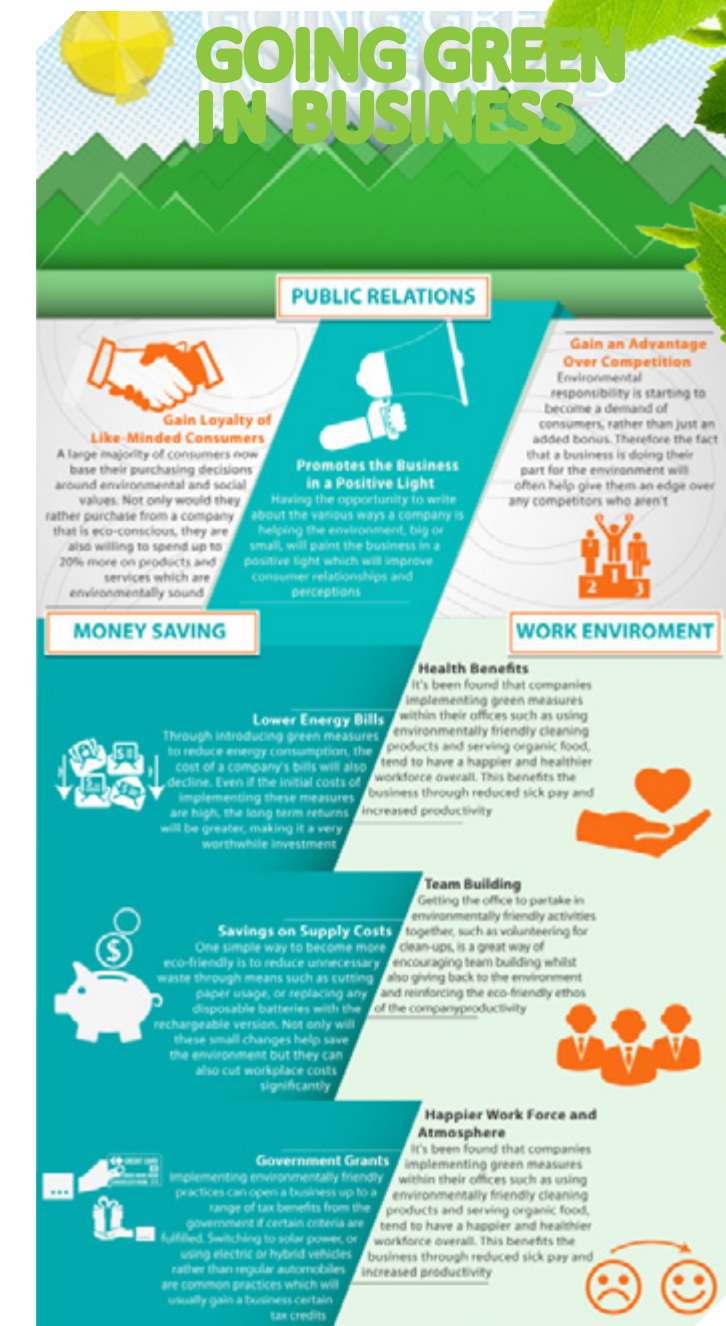 GOING GREEN
IN BUSINESS
PUBLIC RELATIONS
Gain Loyalty of
Like-Minded Consumers
A large majority of consumers now
base their purchasing decisions
around environmental and social
values. Not only would they
rather purchase from a company
that is eco-conscious, they are
also willing to spend up to
20% more on products and
services which are
environmentally sound
Promotes the Business
in a Positive Light
Having the opportunity to write
about the various ways a company is
helping the environment, big or
small, will paint the business in a
positive light which will improve
consumer relationships and
perceptions
Gain an Advantage
Over Competition
Environmental
responsibility is starting to
become a demand of
consumers, rather than just an
added bonus. Therefore the fact
that a business is doing their
part for the environment will
often help give them an edge over
any competitors who aren't
2 1 3
MONEY SAVING
Lower Energy Bills
Through introducing green measures
to reduce energy consumption, the
cost of a company's bills will also
decline. Even if the initial costs of
implementing these measures
are high, the long term returns
will be greater, making it a very
worthwhile investment
$
Savings on Supply Costs
One simple way to become more
eco-friendly is to reduce unnecessary
waste through means such as cutting
paper usage, or replacing any
disposable batteries with the
rechargeable version. Not only will
these small changes help save
the environment but they can
also cut workplace costs
significantly
CREDIT CARD
Government Grants
Implementing environmentally friendly
practices can open a business up to a
range of tax benefits from the
government if certain criteria are
fulfilled. Switching to solar power, or
using electric or hybrid vehicles
rather than regular automobiles
are common practices which will
usually gain a business certain
tax credits
WORK ENVIROMENT
Health Benefits
It's been found that companies
implementing green measures
within their offices such as using
environmentally friendly cleaning
products and serving organic food,
tend to have a happier and healthier
workforce overall. This benefits the
business through reduced sick pay and
increased productivity
Team Building
Getting the office to partake in
environmentally friendly activities
together, such as volunteering for
clean-ups, is a great way of
encouraging team building whilst
also giving back to the environment
and reinforcing the eco-friendly ethos
of the companyproductivity
Happier Work Force and
Atmosphere
It's been found that companies
implementing green measures
within their offices such as using
environmentally friendly cleaning
products and serving organic food,
tend to have a happier and healthier
workforce overall. This benefits the
business through reduced sick pay and
increased productivity